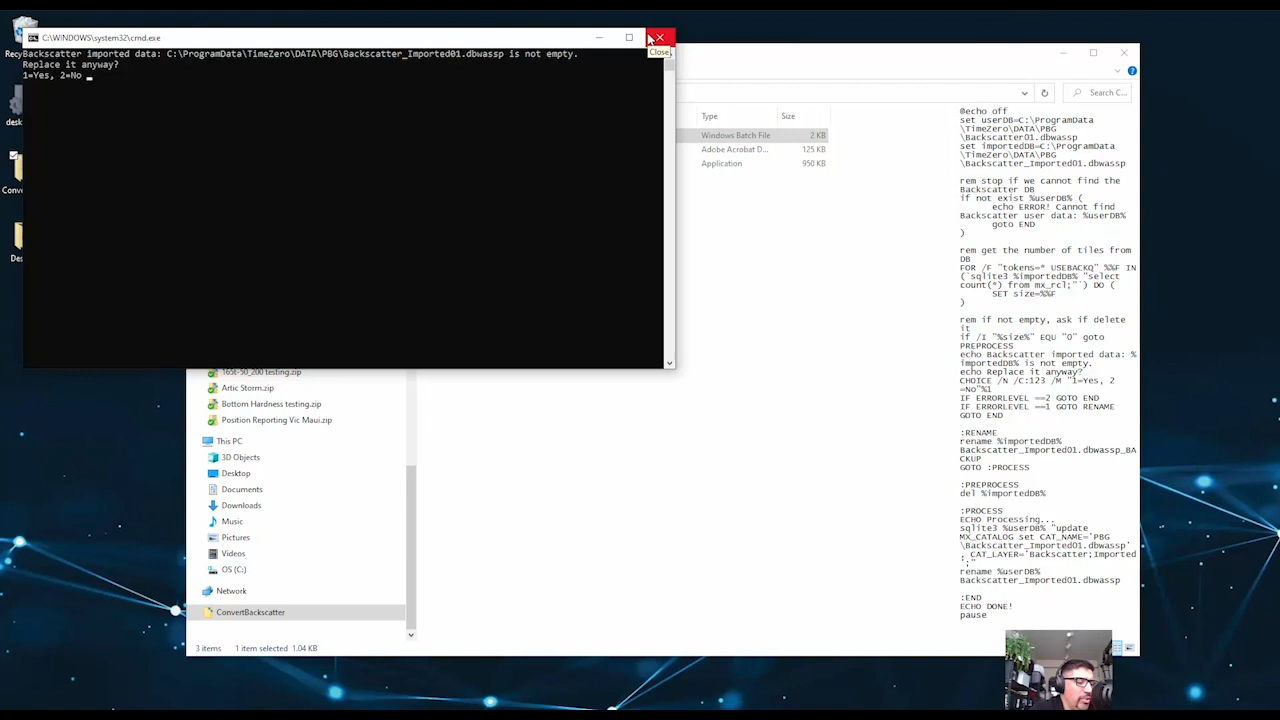 C:\WINDOWS\system32\cmd.exe
Close
Backscatter imported data: C:\ProgramData\TimeZero\DATA\PBG\Backscatter_Imported01.dbwassp is not empty.
Replace it anyway?
1=Yes, 2=No
Recy
desk
Conve
Des
Search C...
Type
Size
Windows Batch File
2 KB
Adobe Acrobat D...
125 KB
Application
950 KB
165t-50_200 testing.zip
Artic Storm.zip
Bottom Hardness testing.zip
Position Reporting Vic Maui.zip
This PC
3D Objects
Desktop
Documents
Downloads
Music
Pictures
Videos
OS (C:)
Network
ConvertBackscatter
3 items
1 item selected 1.04 KB
@echo off
set userDB=C:\ProgramData
\TimeZero\DATA\PBG
\Backscatter01.dbwassp
set importedDB=C:\ProgramData
\TimeZero\DATA\PBG
\Backscatter_Imported01.dbwassp
rem stop if we cannot find the
Backscatter DB
if not exist %userDB% (
echo ERROR! Cannot find
Backscatter user data: %userDB%
goto END
)
rem get the number of tiles from
DB
FOR /F "tokens=* USEBACKQ" %%F IN
(`sqlite3 %importedDB% "select
count(*) from mx_rcl;"`) DO (
SET size=%%F
)
rem if not empty, ask if delete
it
if /I "%size%" EQU "0" goto
PREPROCESS
echo Backscatter imported data: %
importedDB% is not empty.
echo Replace it anyway?
CHOICE /N /C:123 /M "1=Yes, 2
=No"%1
IF ERRORLEVEL ==2 GOTO END
IF ERRORLEVEL ==1 GOTO RENAME
GOTO END
:RENAME
rename %importedDB%
Backscatter_Imported01.dbwassp_BA
CKUP
GOTO :PROCESS
:PREPROCESS
del %importedDB%
:PROCESS
ECHO Processing...
sqlite3 %userDB% "update
MX_CATALOG set CAT_NAME='PBG
\Backscatter_Imported01.dbwassp'
, CAT_LAYER='Backscatter;Imported
';"
rename %userDB%
Backscatter_Imported01.dbwassp
:END
ECHO DONE!
pause